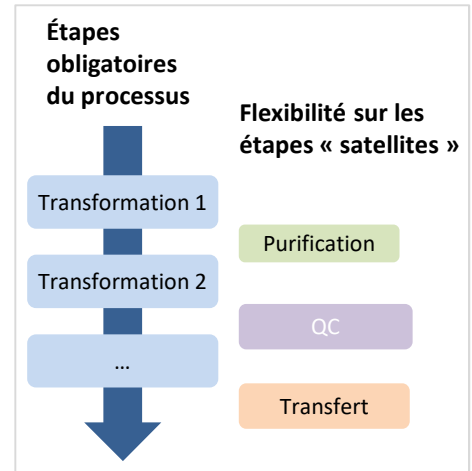 Étapes
obligatoires
du processus
Flexibilité sur les
étapes « satellites »
Transformation 1
Purification
Transformation 2
QC
...
Transfert